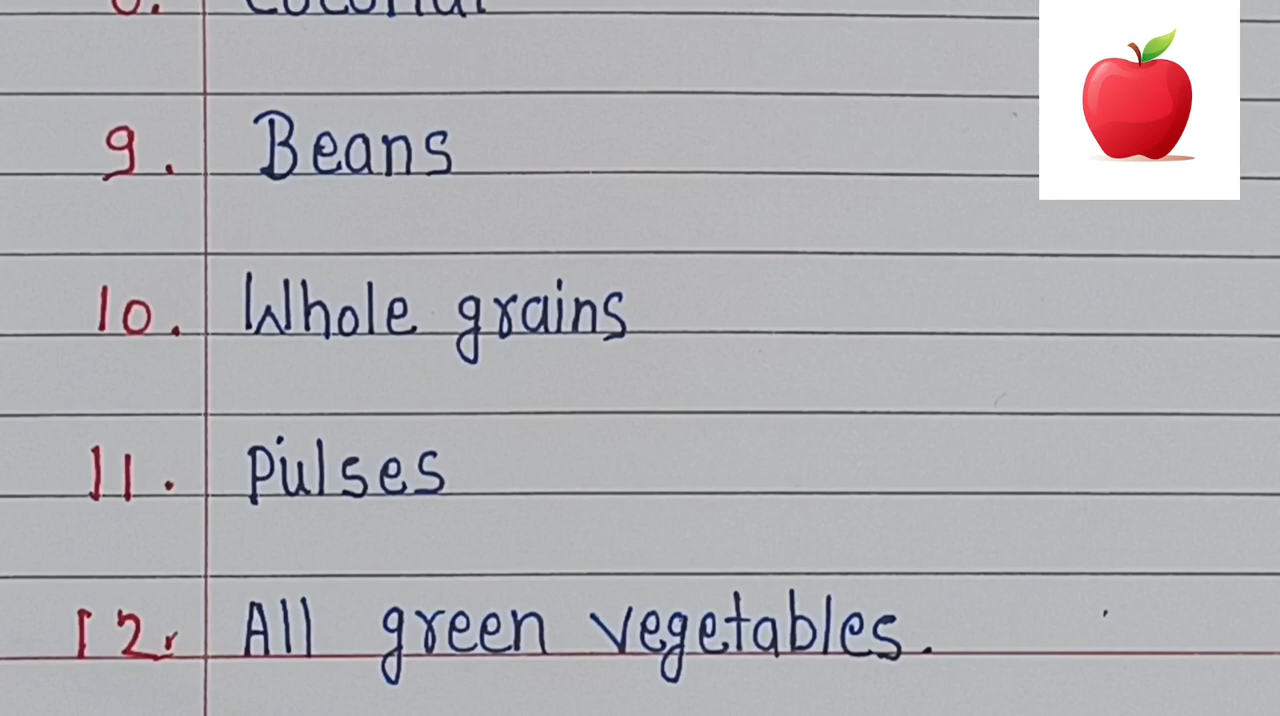 9. Beans
10. Whole grains
11. Pulses
12. All green vegetables.